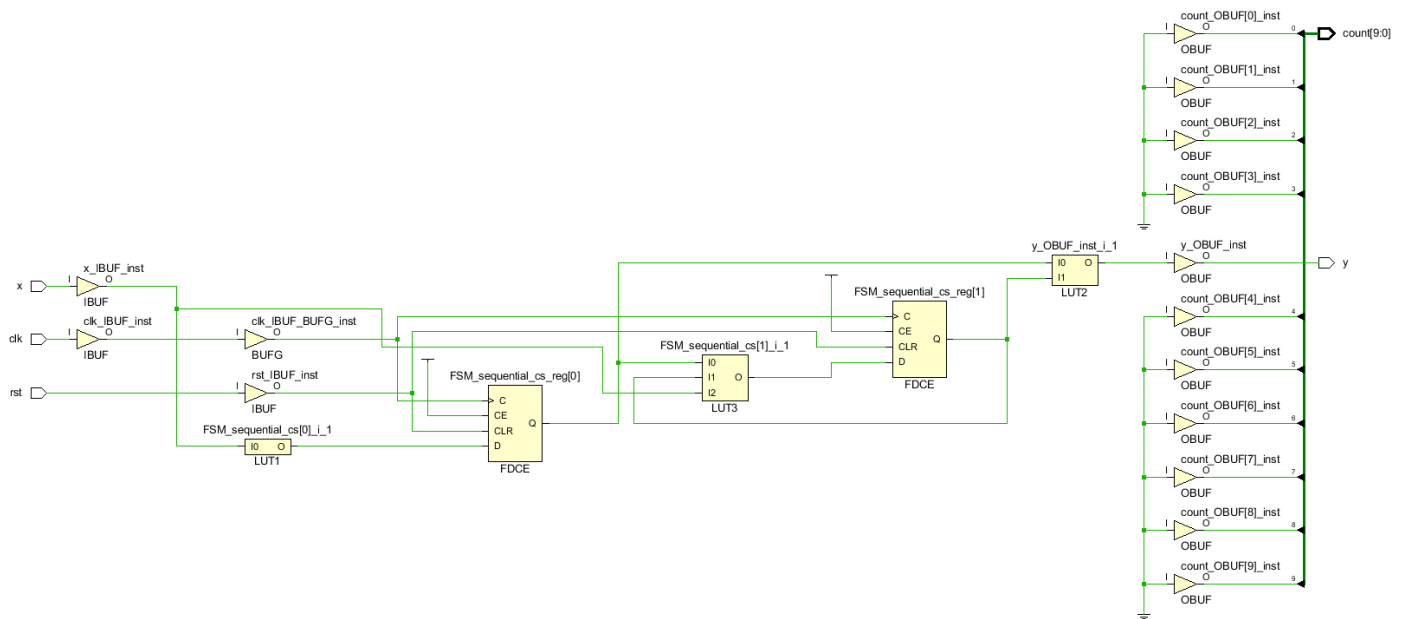 count_OBUF[0]_inst
I
O
OBUF
0
count[9:0]
count_OBUF[1]_inst
I
O
OBUF
1
count_OBUF[2]_inst
I
O
OBUF
2
count_OBUF[3]_inst
I
O
OBUF
3
y_OBUF_inst_i_1
I0
O
I1
LUT2
y_OBUF_inst
I
O
OBUF
y
x
x_IBUF_inst
I
O
IBUF
clk
clk_IBUF_inst
I
O
IBUF
clk_IBUF_BUFG_inst
I
O
BUFG
rst
rst_IBUF_inst
I
O
IBUF
FSM_sequential_cs[0]_i_1
I0
O
LUT1
FSM_sequential_cs_reg[0]
C
CE
CLR
D
Q
FDCE
FSM_sequential_cs[1]_i_1
I0
I1
I2
O
LUT3
FSM_sequential_cs_reg[1]
C
CE
CLR
D
Q
FDCE
count_OBUF[4]_inst
I
O
OBUF
4
count_OBUF[5]_inst
I
O
OBUF
5
count_OBUF[6]_inst
I
O
OBUF
6
count_OBUF[7]_inst
I
O
OBUF
7
count_OBUF[8]_inst
I
O
OBUF
8
count_OBUF[9]_inst
I
O
OBUF
9